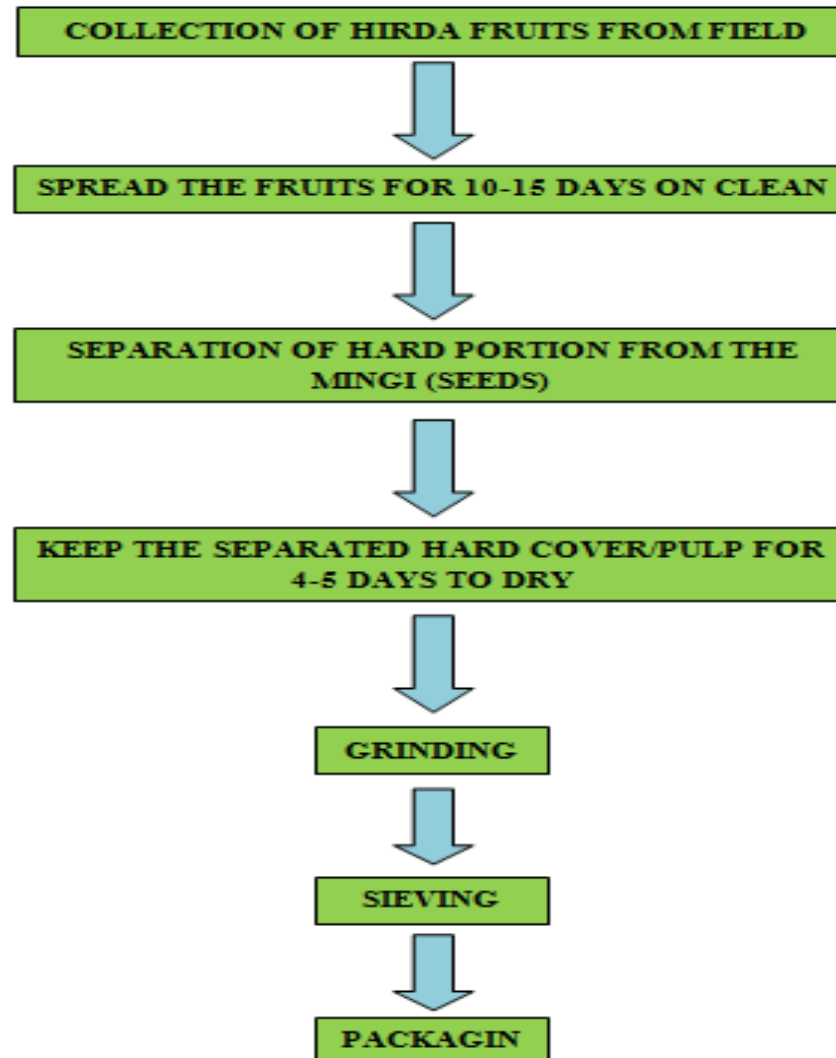 COLLECTION OF HIRDA FRUITS FROM FIELD
SPREAD THE FRUITS FOR 10-15 DAYS ON CLEAN
SEPARATION OF HARD PORTION FROM THE
MINGI (SEEDS)
KEEP THE SEPARATED HARD COVER/PULP FOR
4-5 DAYS TO DRY
GRINDING
SIEVING
PACKAGIN